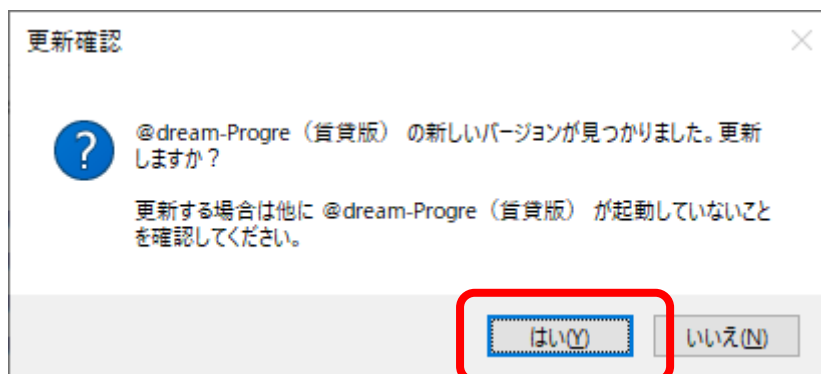 更新確認
@dream-Progre（賃貸版） の新しいバージョンが見つかりました。更新
しますか？
更新する場合は他に @dream-Progre（賃貸版） が起動していないこと
を確認してください。
はい(Y) いいえ(N)